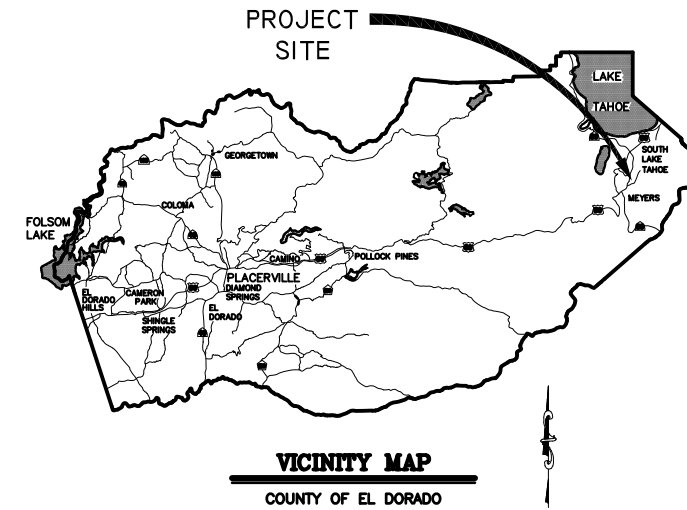 PROJECT
SITE
LAKE
TAHOE
SOUTH
LAKE
TAHOE
MEYERS
GEORGETOWN
COLOMA
FOLSOM
LAKE
CAMINO
POLLOCK PINES
PLACERVILLE
DIAMOND
SPRINGS
EL
DORADO
HILLS
CAMERON
PARK
EL
DORADO
SHINGLE
SPRINGS
VICINITY MAP
COUNTY OF EL DORADO